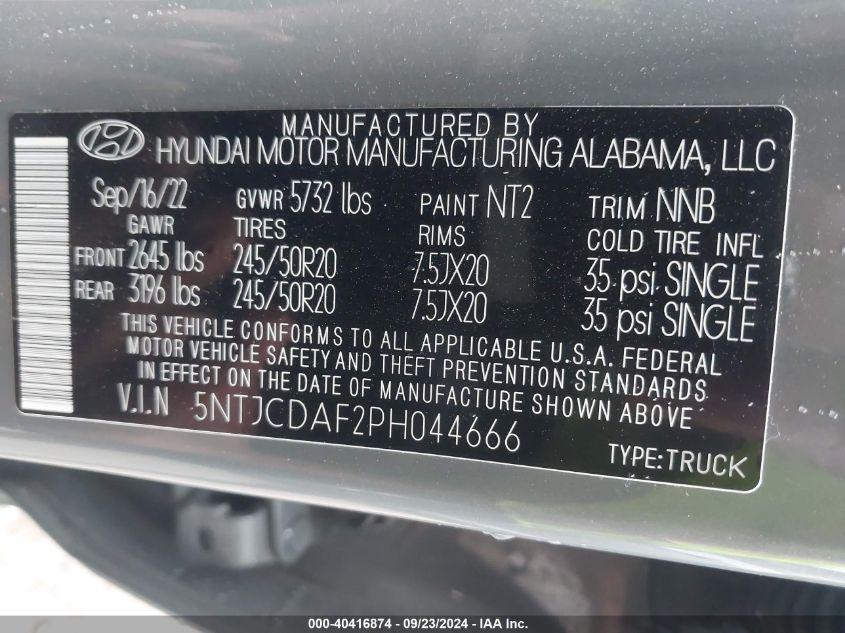 MANUFACTURED BY
HYUNDAI MOTOR MANUFACTURING ALABAMA, LLC
Sep/16/22 GVWR 5732 lbs PAINT NT2 TRIM NNB
GAWR TIRES RIMS COLD TIRE INFL
FRONT 2645 lbs 245/50R20 7.5JX20 35 psi SINGLE
REAR 3196 lbs 245/50R20 7.5JX20 35 psi SINGLE
THIS VEHICLE CONFORMS TO ALL APPLICABLE U.S.A. FEDERAL
MOTOR VEHICLE SAFETY AND THEFT PREVENTION STANDARDS
IN EFFECT ON THE DATE OF MANUFACTURE SHOWN ABOVE.
V.I.N 5NTJCDAF2PH044666
TYPE:TRUCK
000-40416874 - 09/23/2024 - IAA Inc.